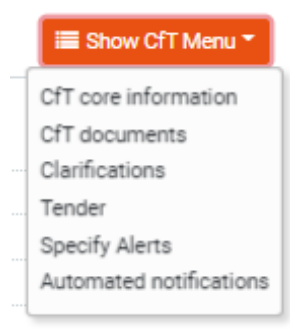 Show CfT Menu
CfT core information
CfT documents
Clarifications
Tender
Specify Alerts
Automated notifications